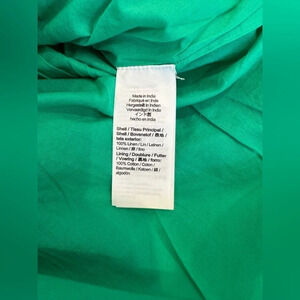 Made in India
Fabriqué en Inde
Hergestellt in Indien
Vervaardigd in India
インド製
hecho en India
Shell / Tissu Principal /
Shell / Bovenstof / 表地 /
tela exterior:
100% Linen / Lin / Leinen /
Linnen / 麻 / lino
Lining / Doublure / Futter
/ Voering / 裏地 / forro:
100% Cotton / Coton /
Baumwolle / Katoen / 綿 /
algodón